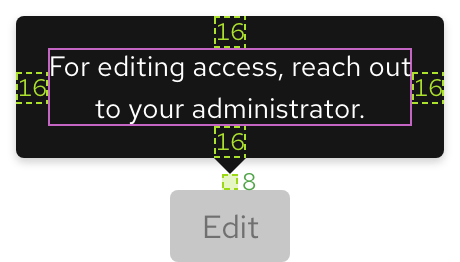 16
For editing access, reach out
16 16
to your administrator.
16
8
Edit